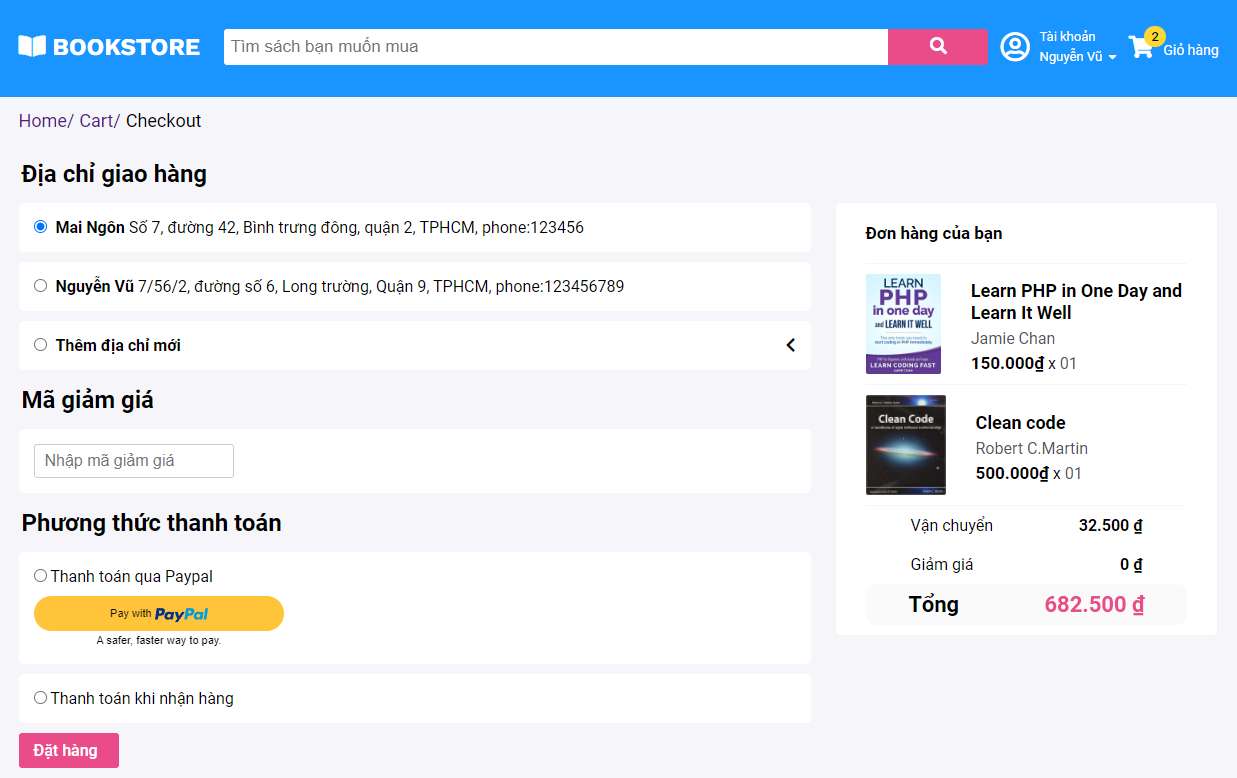 BOOKSTORE
Tìm sách bạn muốn mua
Tài khoản
Nguyễn Vũ
2
Giỏ hàng
Home/ Cart/ Checkout
Địa chỉ giao hàng
Mai Ngôn Số 7, đường 42, Bình trưng đông, quận 2, TPHCM, phone:123456
Nguyễn Vũ 7/56/2, đường số 6, Long trường, Quận 9, TPHCM, phone:123456789
Thêm địa chỉ mới
Mã giảm giá
Nhập mã giảm giá
Phương thức thanh toán
Thanh toán qua Paypal
Pay with PayPal
A safer, faster way to pay.
Thanh toán khi nhận hàng
Đặt hàng
Đơn hàng của bạn
LEARN
PHP
in one day
and LEARN IT WELL
LEARN CODING FAST
Learn PHP in One Day and
Learn It Well
Jamie Chan
150.000₫ x 01
Clean Code
Clean code
Robert C.Martin
500.000₫ x 01
Vận chuyển 32.500 ₫
Giảm giá 0 ₫
Tổng 682.500 ₫